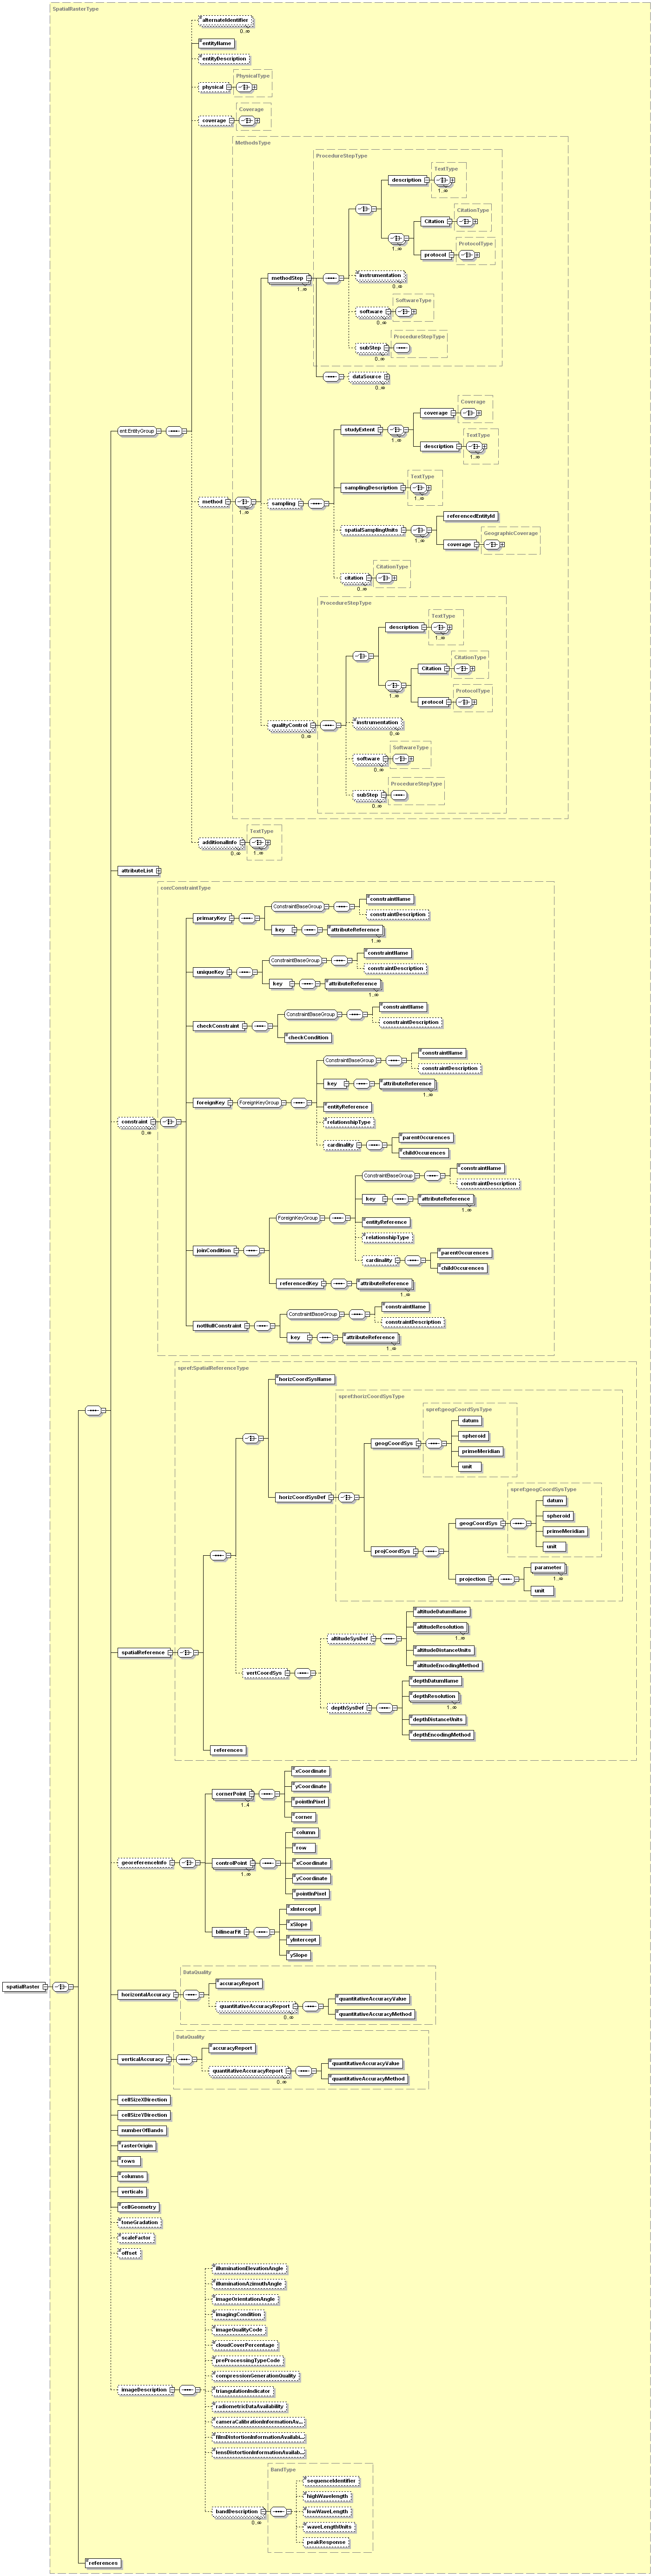 SpatialRasterType
alternateIdentifier
0..∞
entityName
entityDescription
PhysicalType
physical
Coverage
coverage
MethodsType
ProcedureStepType
TextType
description
1..∞
CitationType
Citation
ProtocolType
1..∞
protocol
methodStep
1..∞
instrumentation
0..∞
SoftwareType
software
0..∞
ProcedureStepType
subStep
0..∞
dataSource
0..∞
Coverage
coverage
studyExtent
1..∞
TextType
description
1..∞
ent:EntityGroup
TextType
samplingDescription
1..∞
method
1..∞
sampling
referencedEntityId
spatialSamplingUnits
1..∞
GeographicCoverage
coverage
CitationType
citation
0..∞
ProcedureStepType
TextType
description
1..∞
CitationType
Citation
ProtocolType
1..∞
protocol
qualityControl
0..∞
instrumentation
0..∞
SoftwareType
software
0..∞
ProcedureStepType
subStep
0..∞
TextType
additionalInfo
0..∞
1..∞
attributeList
con:ConstraintType
constraintName
ConstraintBaseGroup
constraintDescription
primaryKey
key
attributeReference
1..∞
constraintName
ConstraintBaseGroup
constraintDescription
uniqueKey
key
attributeReference
1..∞
constraintName
ConstraintBaseGroup
constraintDescription
checkConstraint
checkCondition
constraintName
ConstraintBaseGroup
constraintDescription
key
attributeReference
1..∞
foreignKey
ForeignKeyGroup
entityReference
relationshipType
constraint
0..∞
cardinality
parentOccurences
childOccurences
constraintName
ConstraintBaseGroup
constraintDescription
key
attributeReference
1..∞
ForeignKeyGroup
entityReference
relationshipType
joinCondition
cardinality
parentOccurences
childOccurences
referencedKey
attributeReference
1..∞
constraintName
ConstraintBaseGroup
constraintDescription
notNullConstraint
key
attributeReference
1..∞
spref:SpatialReferenceType
horizCoordSysName
spref:horizCoordSysType
spref:geogCoordSysType
datum
spheroid
geogCoordSys
primeMeridian
unit
spref:geogCoordSysType
horizCoordSysDef
datum
spheroid
geogCoordSys
primeMeridian
unit
projCoordSys
parameter
1..∞
projection
unit
altitudeDatumName
altitudeResolution
1..∞
altitudeSysDef
altitudeDistanceUnits
altitudeEncodingMethod
spatialReference
vertCoordSys
depthDatumName
depthResolution
1..∞
depthSysDef
depthDistanceUnits
depthEncodingMethod
references
xCoordinate
yCoordinate
cornerPoint
1..4
pointInPixel
corner
column
row
georeferenceInfo
controlPoint
1..∞
xCoordinate
yCoordinate
pointInPixel
xIntercept
xSlope
bilinearFit
yIntercept
ySlope
DataQuality
accuracyReport
spatialRaster
horizontalAccuracy
quantitativeAccuracyReport
0..∞
quantitativeAccuracyValue
quantitativeAccuracyMethod
DataQuality
accuracyReport
verticalAccuracy
quantitativeAccuracyReport
0..∞
quantitativeAccuracyValue
quantitativeAccuracyMethod
cellSizeXDirection
cellSizeYDirection
numberOfBands
rasterOrigin
rows
columns
verticals
cellGeometry
toneGradation
scaleFactor
offset
illuminationElevationAngle
illuminationAzimuthAngle
imageOrientationAngle
imagingCondition
imageQualityCode
cloudCoverPercentage
preProcessingTypeCode
compressionGenerationQuality
imageDescription
triangulationIndicator
radiometricDataAvailability
cameraCalibrationInformationAv...
filmDistortionInformationAvailabi...
lensDistortionInformationAvailab...
BandType
sequenceIdentifier
highWavelength
bandDescription
0..∞
lowWaveLength
waveLengthUnits
peakResponse
references